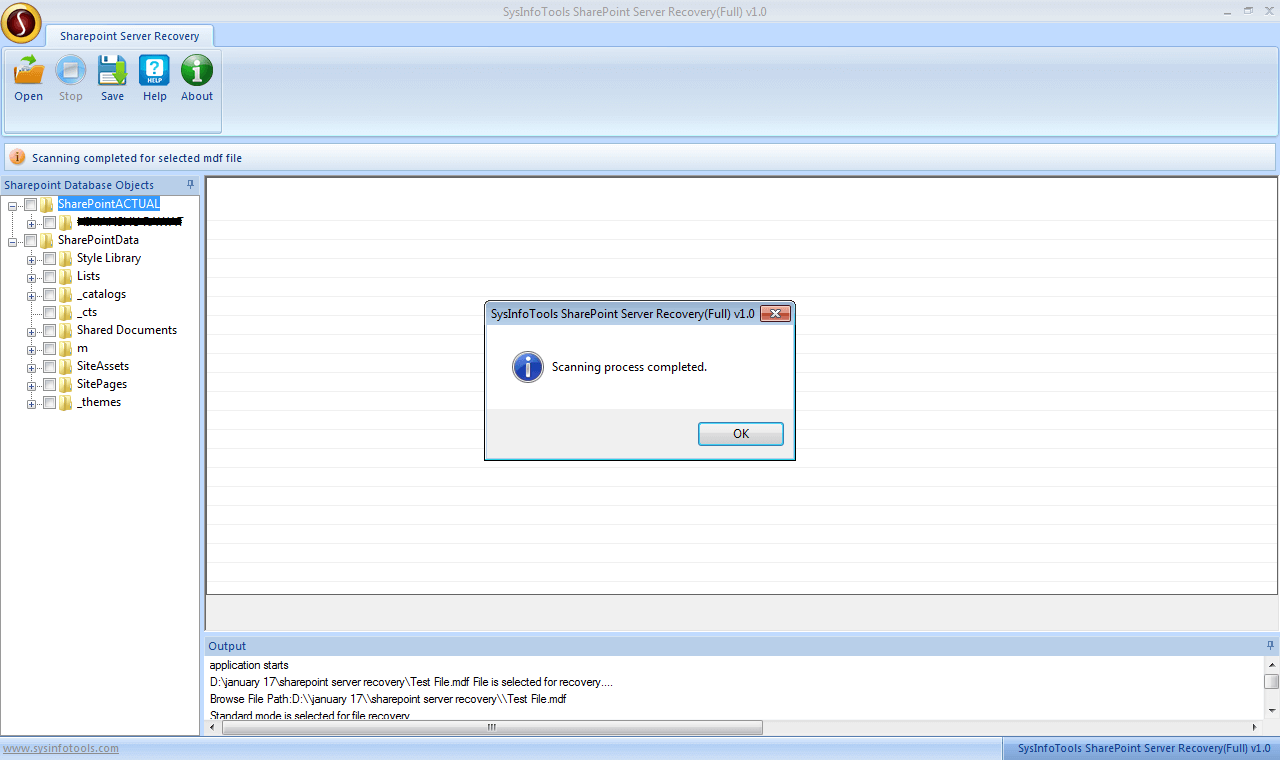 SysInfoTools SharePoint Server Recovery(Full) v1.0
Sharepoint Server Recovery
Open
Stop
Save
HELP
Help
About
Scanning completed for selected mdf file
Sharepoint Database Objects
SharePointACTUAL
SharePointData
Style Library
Lists
_catalogs
_cts
Shared Documents
m
SiteAssets
SitePages
_themes
SysInfoTools SharePoint Server Recovery(Full) v1.0
Scanning process completed.
OK
Output
application starts
D:\january 17\sharepoint server recovery\Test File.mdf File is selected for recovery....
Browse File Path:D:\\january 17\\sharepoint server recovery\\Test File.mdf
Standard mode is selected for file recovery
www.sysinfotools.com
SysInfoTools SharePoint Server Recovery(Full) v1.0